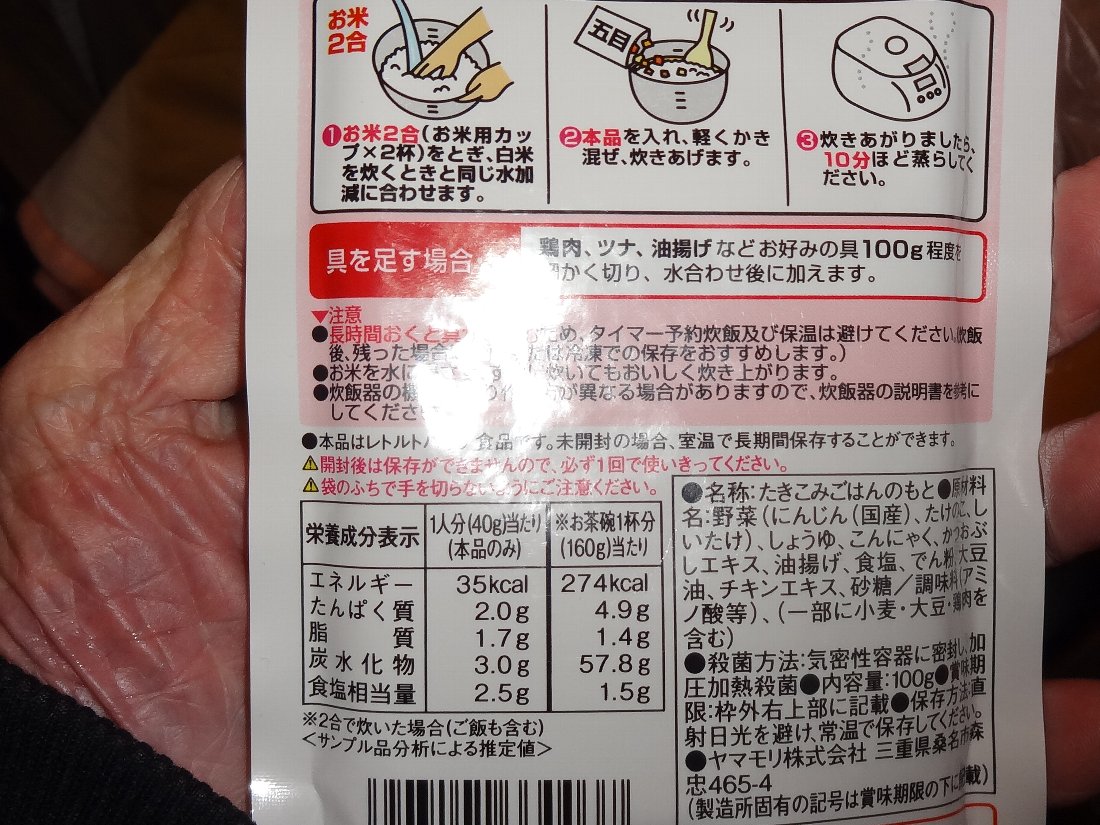 お米
2合
五目
❶お米2合(お米用カッ
プ×2杯)をとぎ、白米
を炊くときと同じ水加
減に合わせます。
❷本品を入れ、軽くかき
混ぜ、炊きあげます。
❸炊きあがりましたら、
10分ほど蒸らしてく
ださい。
具を足す場合
鶏肉、ツナ、油揚げなどお好みの具100g程度を
かく切り、水合わせ後に加えます。
▼注意
●長時間おくと具 ため、タイマー予約炊飯及び保温は避けてください。(炊飯
後、残った場合 は冷凍での保存をおすすめします。)
●お米を水に 炊いてもおいしく炊き上がります。
●炊飯器の が異なる場合がありますので、炊飯器の説明書を参考に
してくださ
●本品はレトルト 食品です。未開封の場合、室温で長期間保存することができます。
⚠開封後は保存ができませんので、必ず1回で使いきってください。
⚠袋のふちで手を切らないようにご注意ください。
栄養成分表示 1人分(40g)当たり(本品のみ) ※お茶碗1杯分(160g)当たり
エネルギー 35kcal 274kcal
たんぱく質 2.0g 4.9g
脂質 1.7g 1.4g
炭水化物 3.0g 57.8g
食塩相当量 2.5g 1.5g
※2合で炊いた場合(ご飯も含む)
<サンプル品分析による推定値>
●名称:たきこみごはんのもと●原材料
名:野菜(にんじん(国産)、たけのこ、し
いたけ)、しょうゆ、こんにゃく、かつおぶ
しエキス、油揚げ、食塩、でん粉、大豆
油、チキンエキス、砂糖/調味料(アミ
ノ酸等)、(一部に小麦・大豆・鶏肉を
含む)
●殺菌方法:気密性容器に密封し、加
圧加熱殺菌●内容量:100g●賞味期
限:枠外右上部に記載●保存方法:直
射日光を避け、常温で保存してください。
●ヤマモリ株式会社 三重県桑名市森
忠465-4
(製造所固有の記号は賞味期限の下に記載)